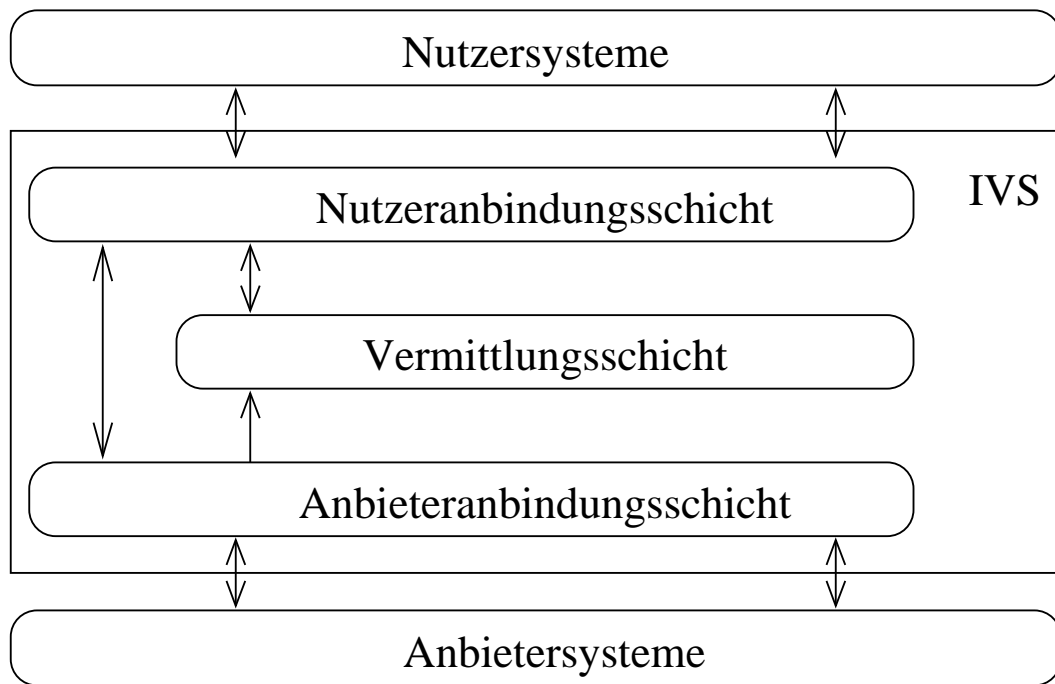 Nutzersysteme
IVS
Nutzeranbindungsschicht
Vermittlungsschicht
Anbieteranbindungsschicht
Anbietersysteme